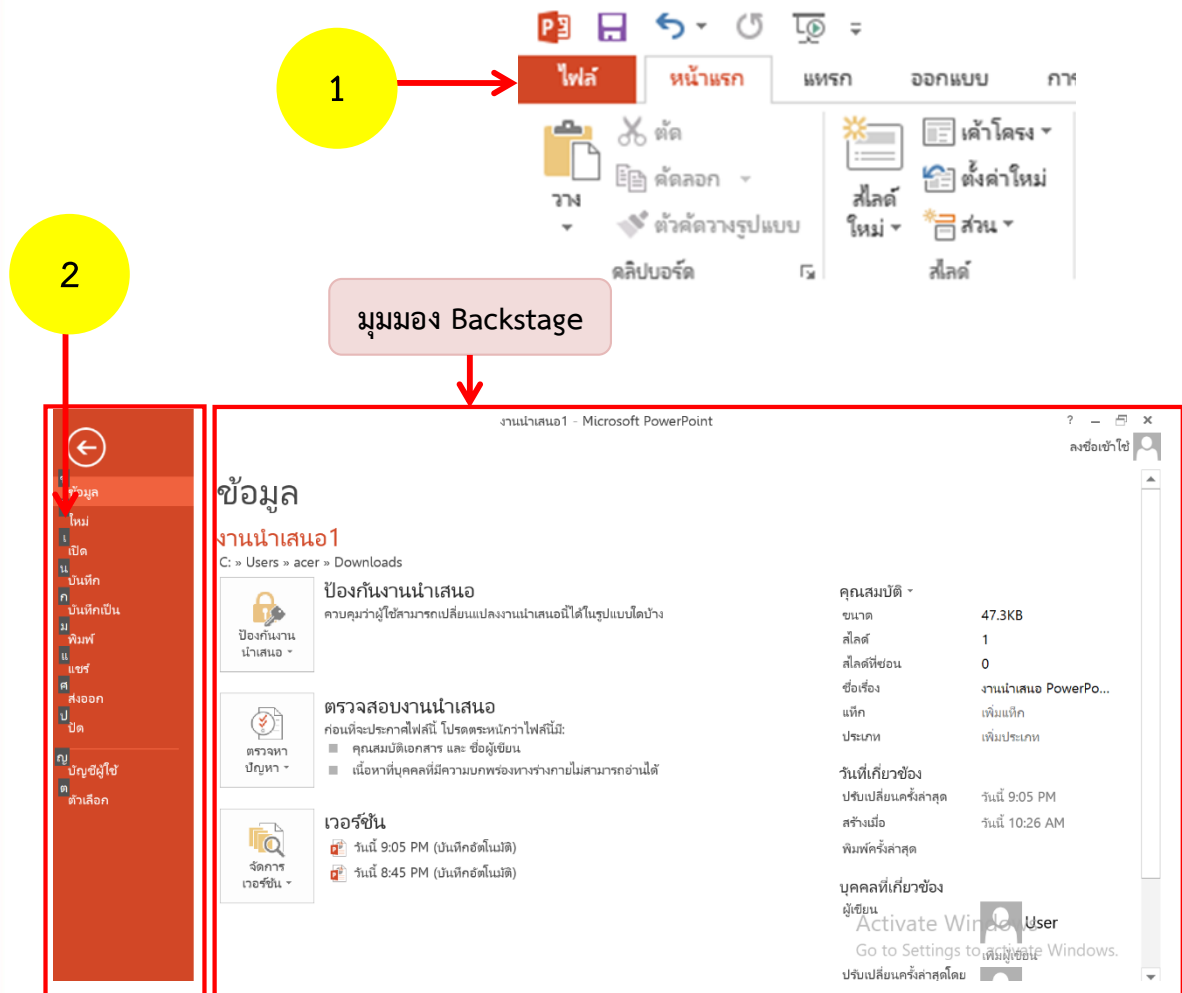 1
ไฟล์ หน้าแรก แทรก ออกแบบ การ
ตัด
คัดลอก
ตัวคัดวางรูปแบบ
วาง
คลิปบอร์ด
สไลด์
ใหม่
เค้าโครง
ตั้งค่าใหม่
ส่วน
สไลด์
2
มุมมอง Backstage
งานนำเสนอ1 - Microsoft PowerPoint
? – x
ลงชื่อเข้าใช้
ข้อมูล
ใหม่
เ
เปิด
น
บันทึก
ก
บันทึกเป็น
ม
พิมพ์
แ
แชร์
ศ
ส่งออก
ป
ปิด
ญ
บัญชีผู้ใช้
ต
ตัวเลือก
ข้อมูล
งานนำเสนอ1
C: » Users » acer » Downloads
ป้องกันงาน
นำเสนอ
ป้องกันงานนำเสนอ
ควบคุมว่าผู้ใช้สามารถเปลี่ยนแปลงงานนำเสนอนี้ได้ในรูปแบบใดบ้าง
ตรวจหา
ปัญหา
ตรวจสอบงานนำเสนอ
ก่อนที่จะประกาศไฟล์นี้ โปรดตระหนักว่าไฟล์นี้มี:
คุณสมบัติเอกสาร และ ชื่อผู้เขียน
เนื้อหาที่บุคคลที่มีความบกพร่องทางร่างกายไม่สามารถอ่านได้
จัดการ
เวอร์ชัน
เวอร์ชัน
วันนี้ 9:05 PM (บันทึกอัตโนมัติ)
วันนี้ 8:45 PM (บันทึกอัตโนมัติ)
คุณสมบัติ
ขนาด 47.3KB
สไลด์ 1
สไลด์ที่ซ่อน 0
ชื่อเรื่อง งานนำเสนอ PowerPo...
แท็ก เพิ่มแท็ก
ประเภท เพิ่มประเภท
วันที่เกี่ยวข้อง
ปรับเปลี่ยนครั้งล่าสุด วันนี้ 9:05 PM
สร้างเมื่อ วันนี้ 10:26 AM
พิมพ์ครั้งล่าสุด
บุคคลที่เกี่ยวข้อง
ผู้เขียน
User
เพิ่มผู้เขียน
ปรับเปลี่ยนครั้งล่าสุดโดย
Activate Windows
Go to Settings to activate Windows.